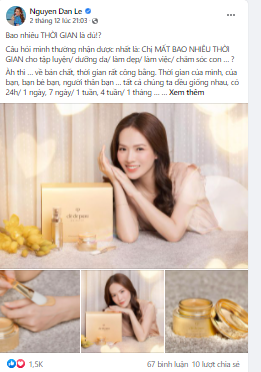 Nguyen Dan Le
2 tháng 12 lúc 21:03
Bao nhiêu THỜI GIAN là đủ!?
Câu hỏi mình thường nhận được nhất là: Chị MẤT BAO NHIÊU THỜI
GIAN cho tập luyện/ dưỡng da/ làm đẹp/ làm việc/ chăm sóc con ... ?
Ah thì ... về bản chất, thời gian rất công bằng. Thời gian của mình, của
bạn, bạn bè bạn, người thân bạn ... tất cả chúng ta đều giống nhau, có
24h/ 1 ngày, 7 ngày/ 1 tuần, 4 tuần/ 1 tháng ... ... Xem thêm
1,5K
67 bình luận 10 lượt chia sẻ